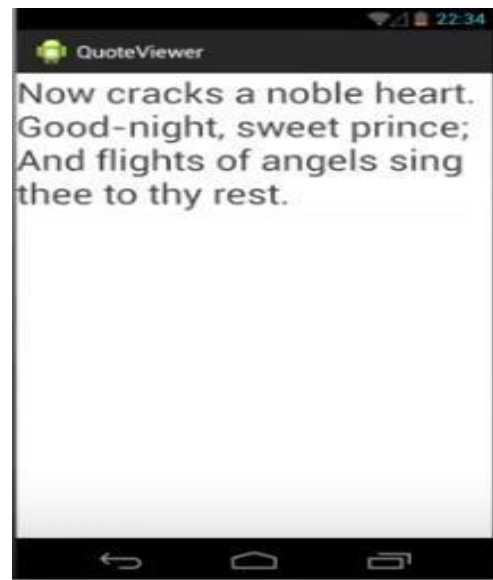 22:34
QuoteViewer
Now cracks a noble heart.
Good-night, sweet prince;
And flights of angels sing
thee to thy rest.